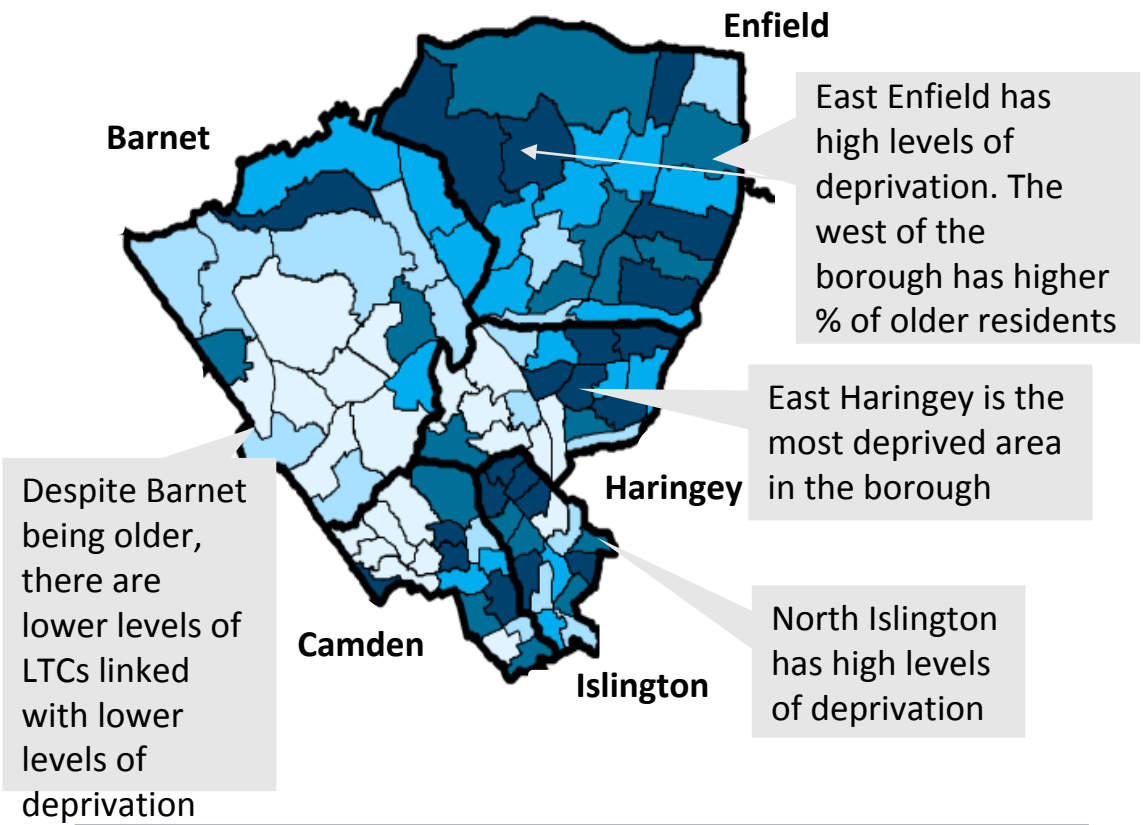 Enfield
Barnet
East Enfield has
high levels of
deprivation. The
west of the
borough has higher
% of older residents
East Haringey is the
most deprived area
in the borough
Haringey
Despite Barnet
being older,
there are
lower levels of
LTCs linked
with lower
levels of
deprivation
Camden
Islington
North Islington
has high levels
of deprivation